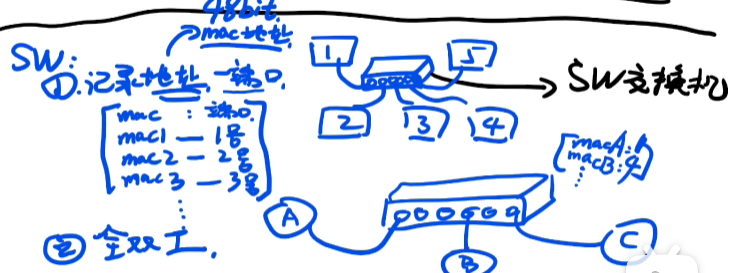 48bit
mac地址
SW:
① 记录地址、一端口
mac : 端口
mac1 — 1号
mac2 — 2号
mac3 — 3号
② 全双工.
1
5
2
3
4
SW交换机
macA:1
macB:4
A
B
C